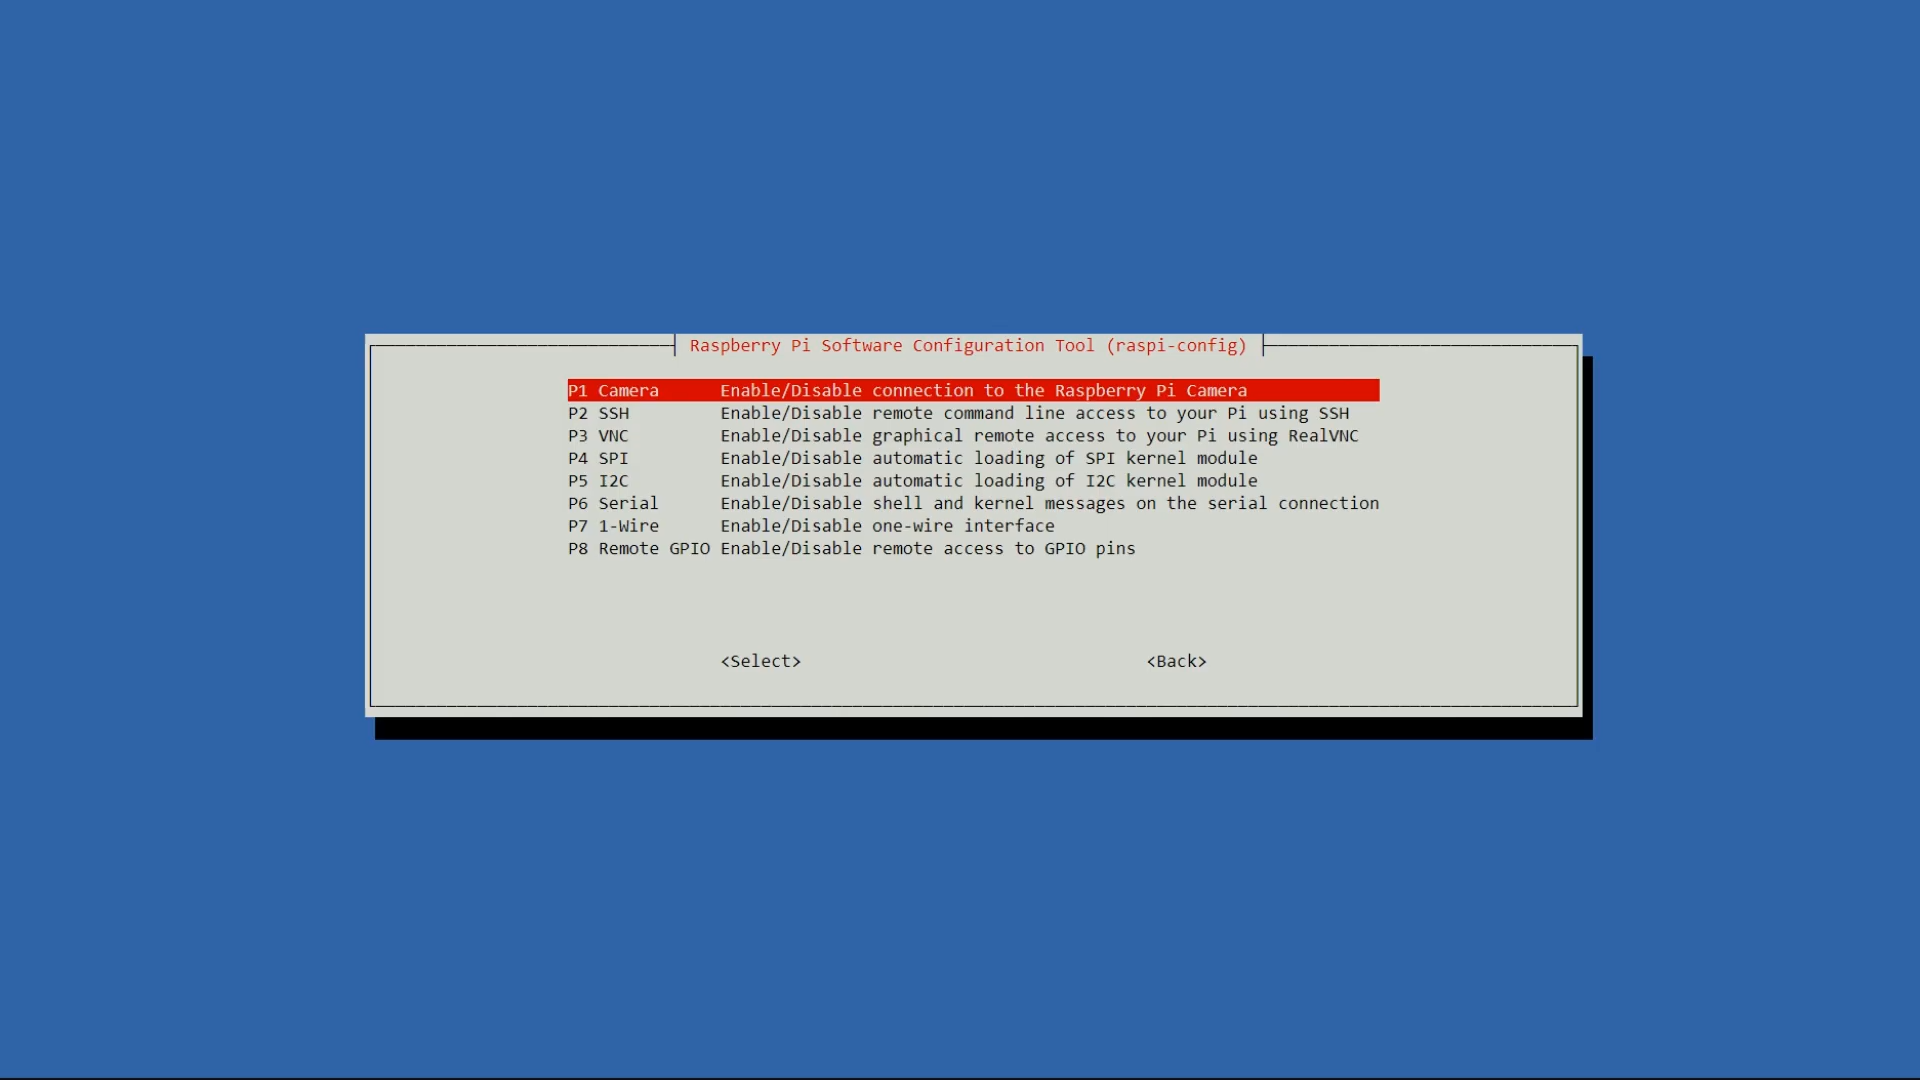 Raspberry Pi Software Configuration Tool (raspi-config)
P1 Camera Enable/Disable connection to the Raspberry Pi Camera
P2 SSH Enable/Disable remote command line access to your Pi using SSH
P3 VNC Enable/Disable graphical remote access to your Pi using RealVNC
P4 SPI Enable/Disable automatic loading of SPI kernel module
P5 I2C Enable/Disable automatic loading of I2C kernel module
P6 Serial Enable/Disable shell and kernel messages on the serial connection
P7 1-Wire Enable/Disable one-wire interface
P8 Remote GPIO Enable/Disable remote access to GPIO pins
<Select> <Back>